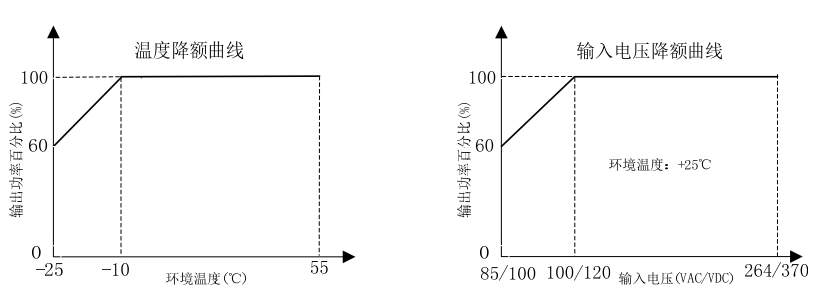 温度降额曲线
100
60
0
输出功率百分比(%)
-25
-10
55
环境温度(℃)
输入电压降额曲线
100
60
0
输出功率百分比(%)
环境温度：+25℃
85/100
100/120
输入电压(VAC/VDC)
264/370